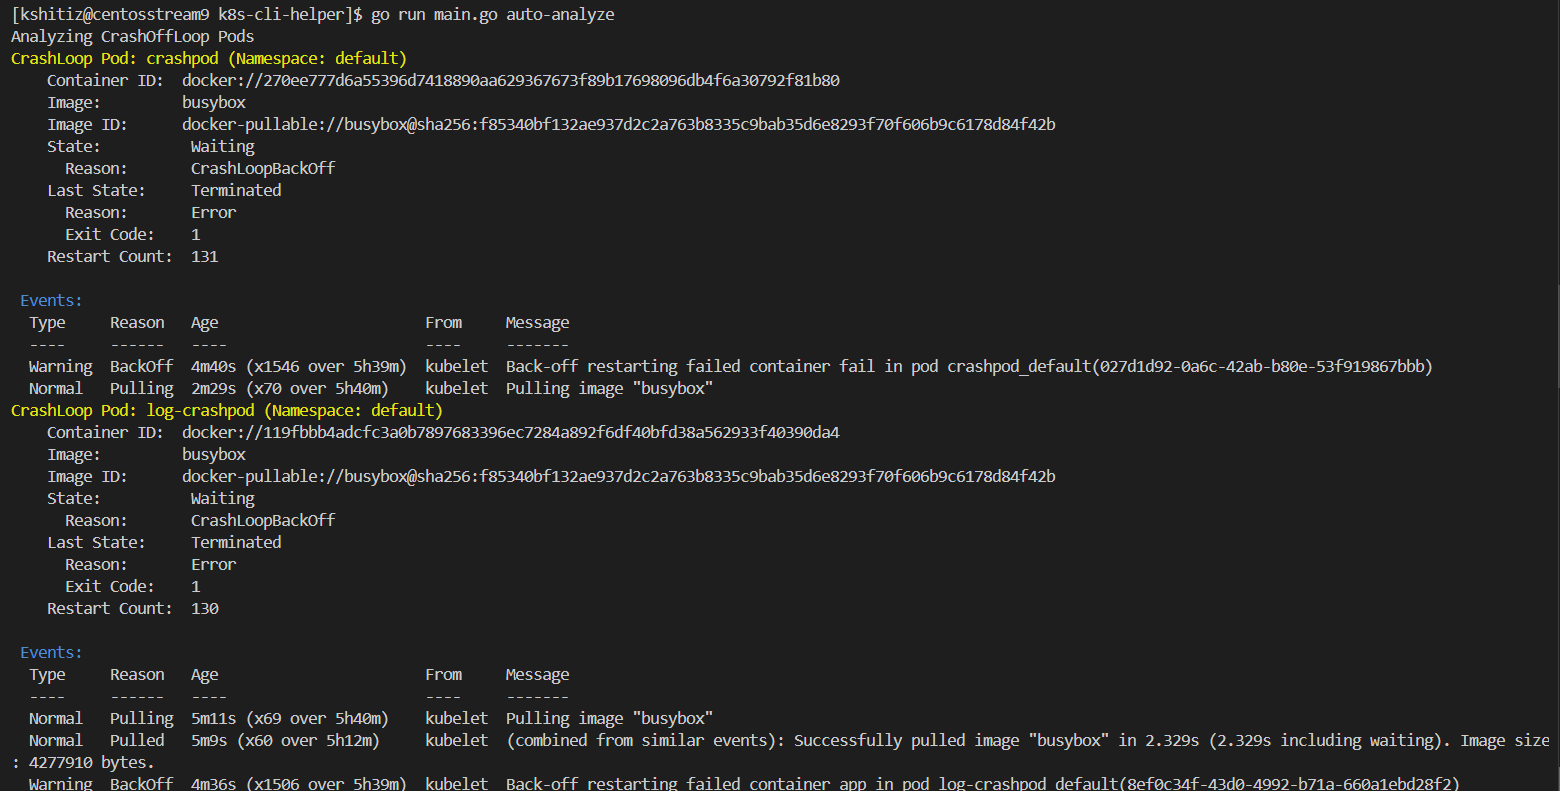 [kshitiz@centosstream9 k8s-cli-helper]$ go run main.go auto-analyze
Analyzing CrashOffLoop Pods
CrashLoop Pod: crashpod (Namespace: default)
    Container ID:  docker://270ee777d6a55396d7418890aa629367673f89b17698096db4f6a30792f81b80
    Image:         busybox
    Image ID:      docker-pullable://busybox@sha256:f85340bf132ae937d2c2a763b8335c9bab35d6e8293f70f606b9c6178d84f42b
    State:          Waiting
      Reason:       CrashLoopBackOff
    Last State:     Terminated
      Reason:       Error
      Exit Code:    1
    Restart Count:  131

 Events:
  Type     Reason   Age                       From     Message
  ----     ------   ----                      ----     -------
  Warning  BackOff  4m40s (x1546 over 5h39m)  kubelet  Back-off restarting failed container fail in pod crashpod_default(027d1d92-0a6c-42ab-b80e-53f919867bbb)
  Normal   Pulling  2m29s (x70 over 5h40m)    kubelet  Pulling image "busybox"
CrashLoop Pod: log-crashpod (Namespace: default)
    Container ID:  docker://119fbbb4adcfc3a0b7897683396ec7284a892f6df40bfd38a562933f40390da4
    Image:         busybox
    Image ID:      docker-pullable://busybox@sha256:f85340bf132ae937d2c2a763b8335c9bab35d6e8293f70f606b9c6178d84f42b
    State:          Waiting
      Reason:       CrashLoopBackOff
    Last State:     Terminated
      Reason:       Error
      Exit Code:    1
    Restart Count:  130

 Events:
  Type     Reason   Age                       From     Message
  ----     ------   ----                      ----     -------
  Normal   Pulling  5m11s (x69 over 5h40m)    kubelet  Pulling image "busybox"
  Normal   Pulled   5m9s (x60 over 5h12m)     kubelet  (combined from similar events): Successfully pulled image "busybox" in 2.329s (2.329s including waiting). Image size
: 4277910 bytes.
  Warning  BackOff  4m36s (x1506 over 5h39m)  kubelet  Back-off restarting failed container app in pod log-crashpod_default(8ef0c34f-43d0-4992-b71a-660a1ebd28f2)